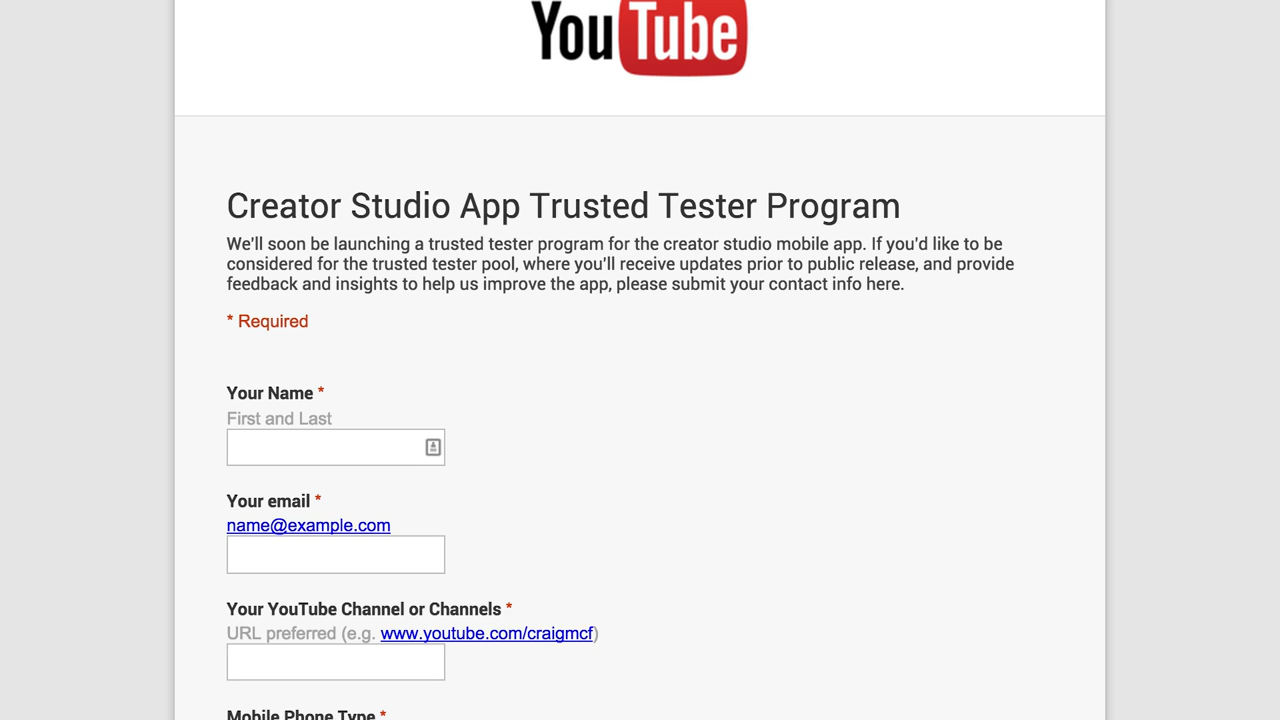 YouTube
Creator Studio App Trusted Tester Program
We'll soon be launching a trusted tester program for the creator studio mobile app. If you'd like to be
considered for the trusted tester pool, where you'll receive updates prior to public release, and provide
feedback and insights to help us improve the app, please submit your contact info here.
* Required
Your Name *
First and Last
Your email *
name@example.com
Your YouTube Channel or Channels *
URL preferred (e.g. www.youtube.com/craigmcf)
Mobile Phone Type *